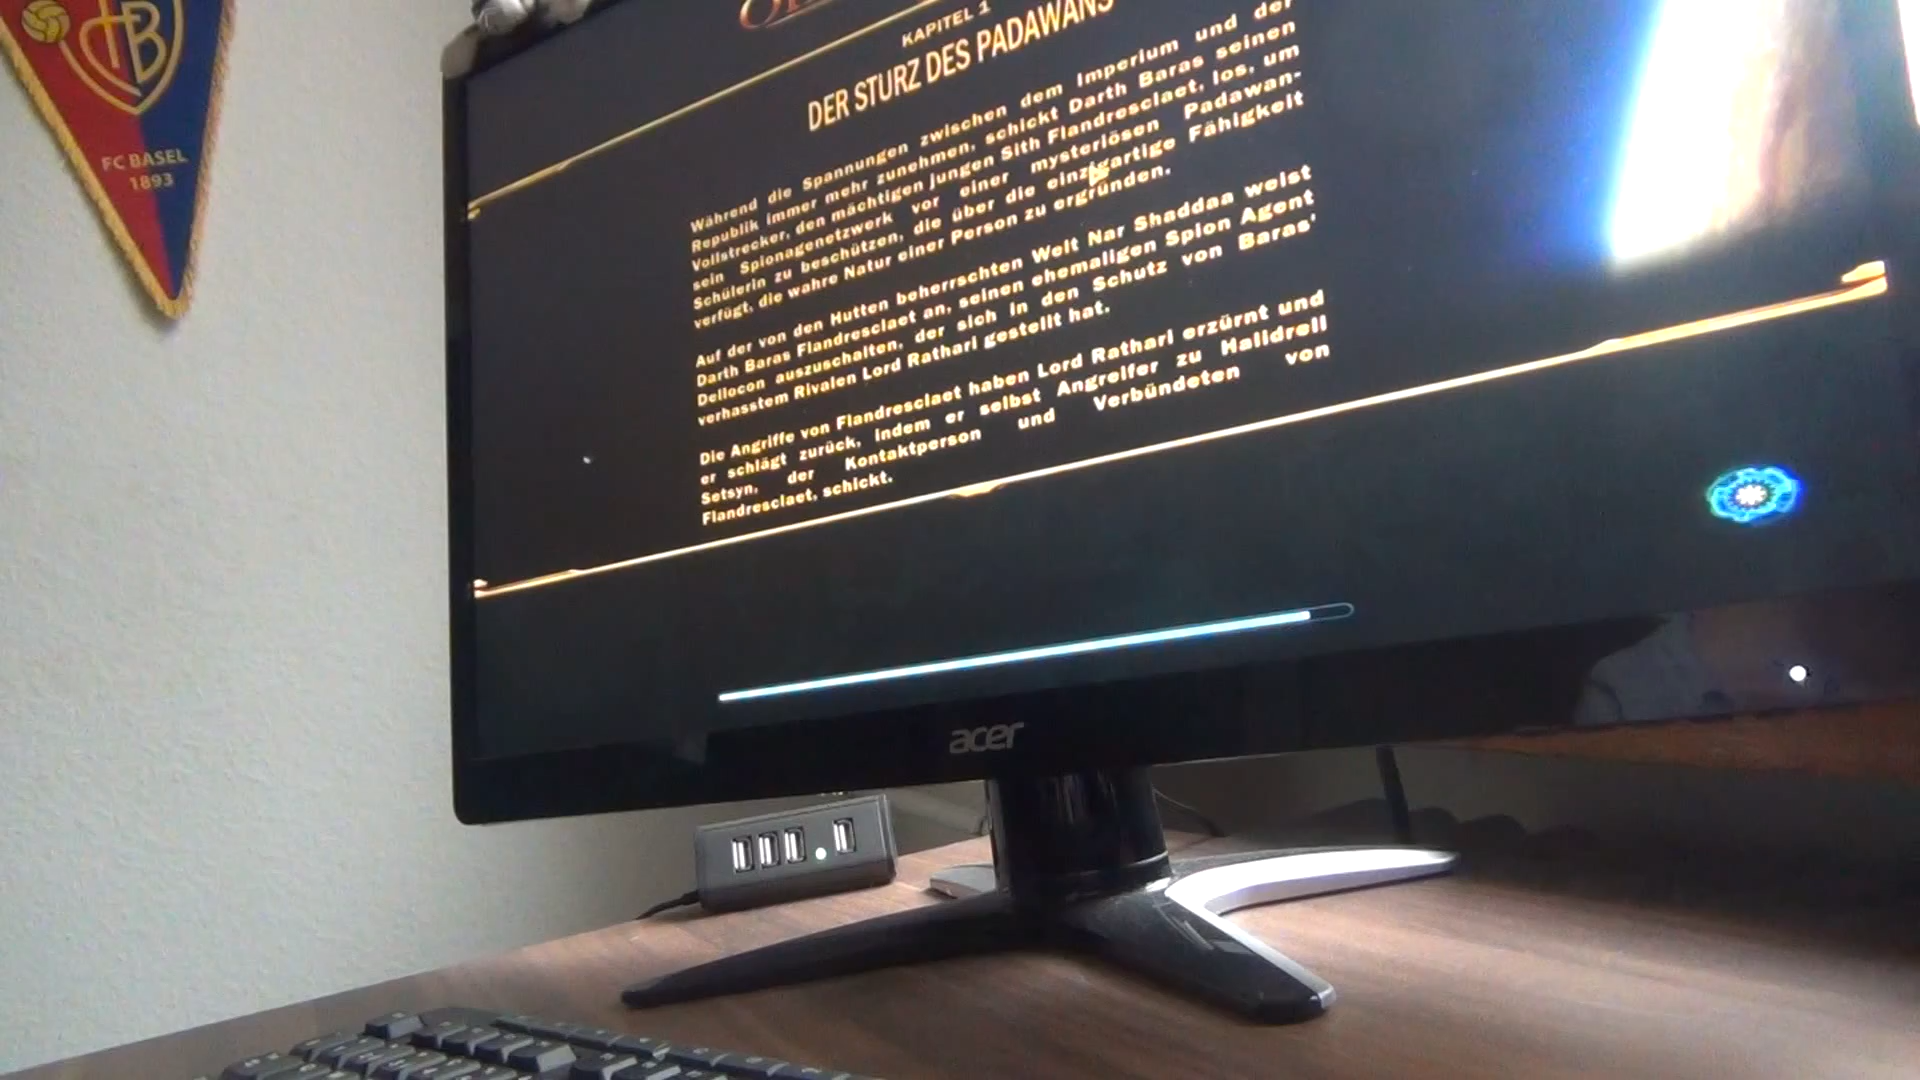 FCB
FC BASEL
1893
KAPITEL 1
DER STURZ DES PADAWANS
Während die Spannungen zwischen dem Imperium und der
Republik immer mehr zunehmen, schickt Darth Baras seinen
Vollstrecker, den mächtigen jungen Sith Flandresclaet, los, um
sein Spionagenetzwerk vor einer mysteriösen Padawan-
Schülerin zu beschützen, die über die einzigartige Fähigkeit
verfügt, die wahre Natur einer Person zu ergründen.
Auf der von den Hutten beherrschten Welt Nar Shaddaa weist
Darth Baras Flandresclaet an, seinen ehemaligen Spion Agent
Dellocon auszuschalten, der sich in den Schutz von Baras'
verhasstem Rivalen Lord Rathari gestellt hat.
Die Angriffe von Flandresclaet haben Lord Rathari erzürnt und
er schlägt zurück, indem er selbst Angreifer zu Halidrell
Setsyn, der Kontaktperson und Verbündeten von
Flandresclaet, schickt.
acer